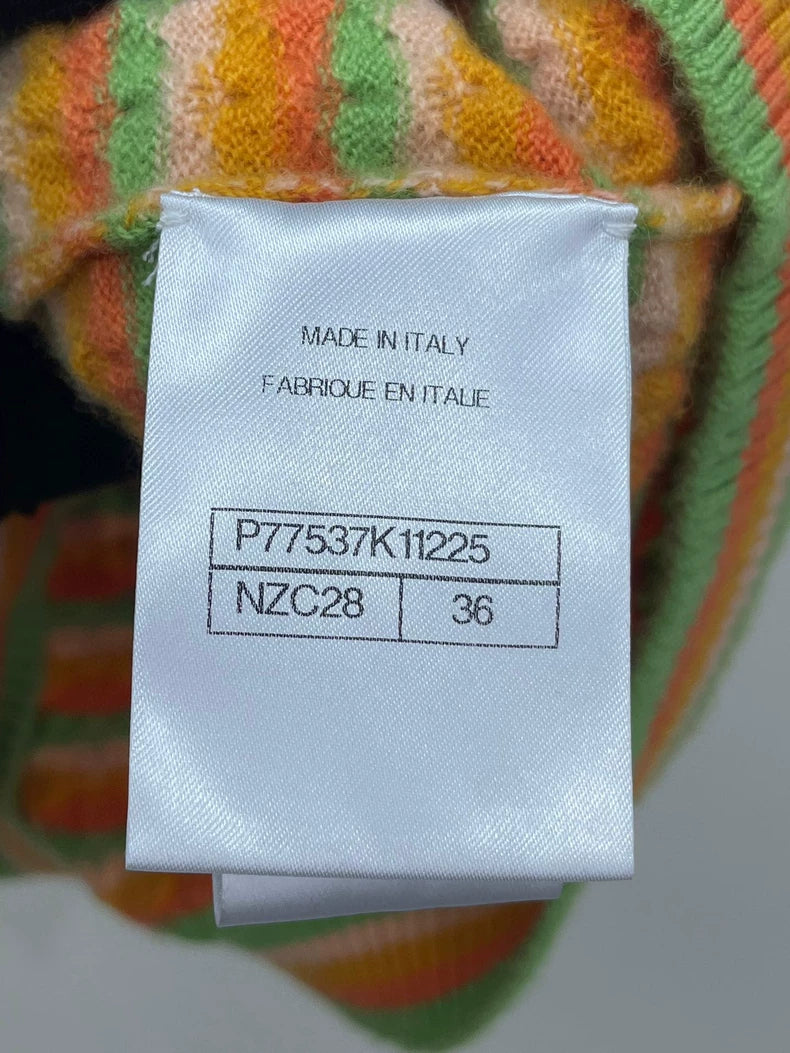 MADE IN ITALY
FABRIQUE EN ITALIE
P77537K11225
NZC28 36